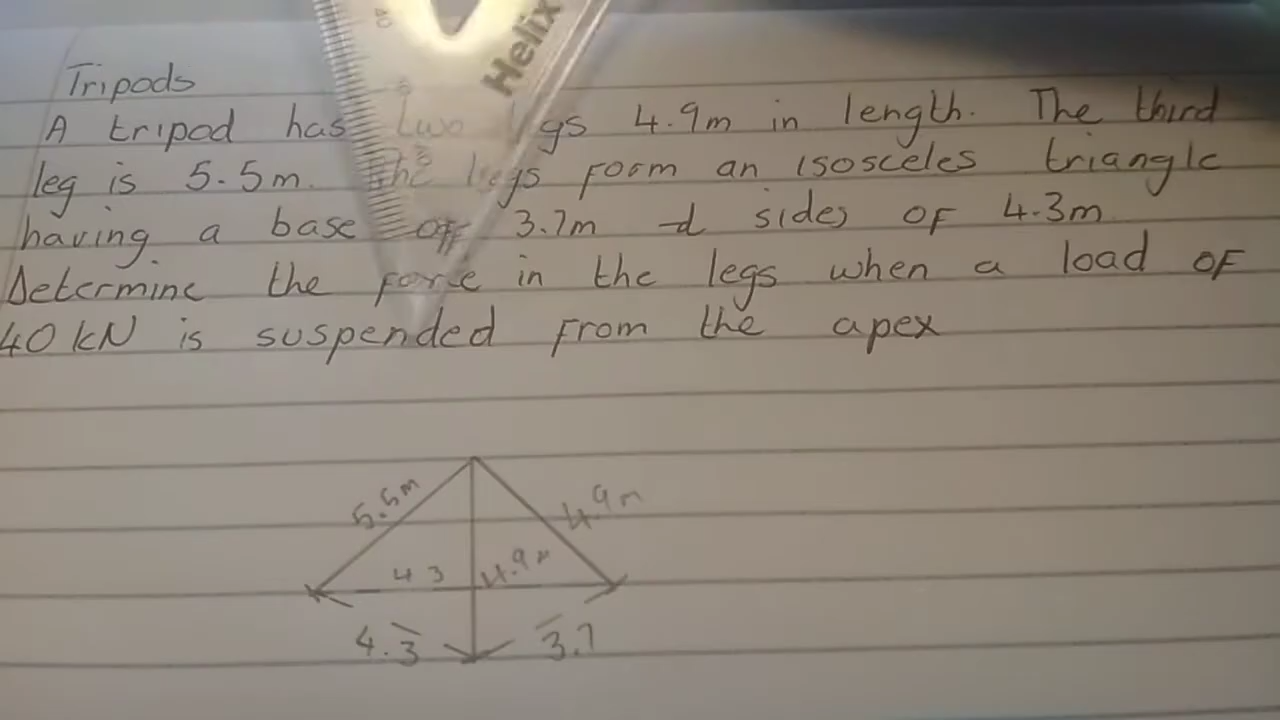 Helix
Tripods
A tripod has two legs 4.9m in length. The third
leg is 5.5m. The legs form an isosceles triangle
having a base off 3.7m sides of 4.3m
Determine the force in the legs when a load of
40 kN is suspended from the apex
5.5m
4.9m
4.3
4.9m
4.3
3.7